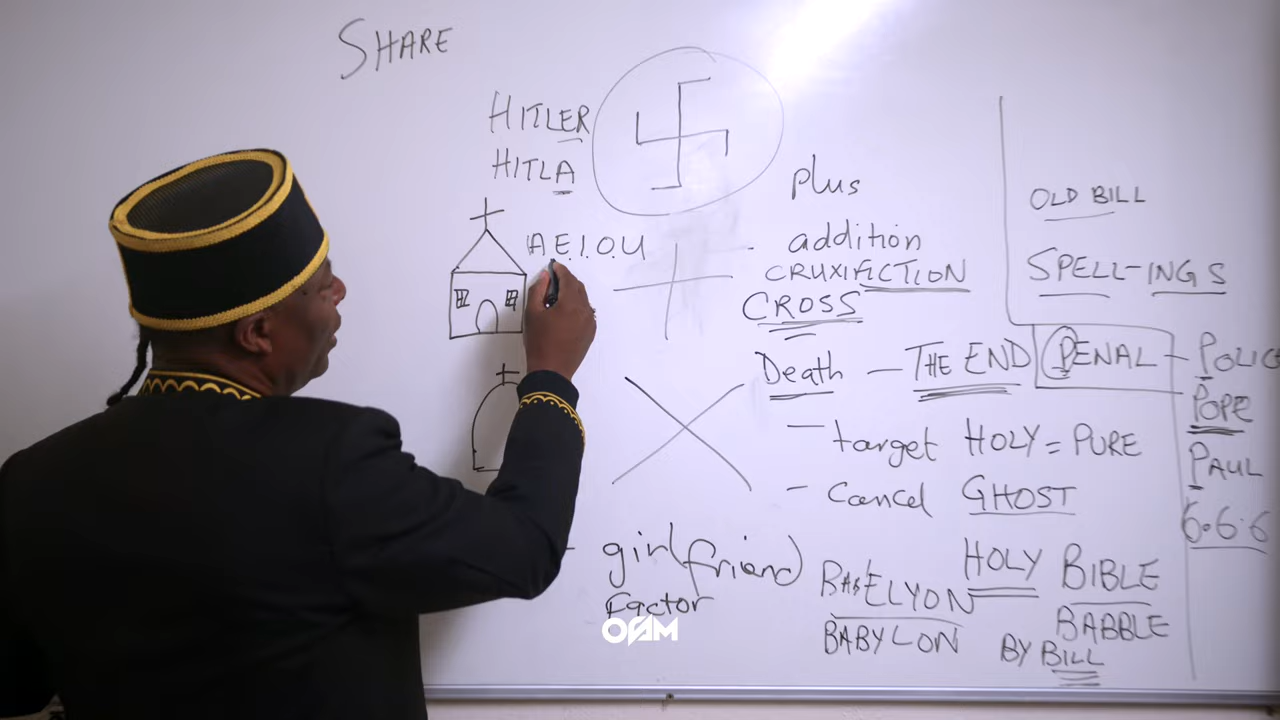 SHARE
HITLER
HITLA
A.E.I.O.U
plus
- addition
CRUXIFICTION
CROSS
Death — THE END
- target HOLY = PURE
- Cancel GHOST
- girl(friend)
Factor
OLD BILL
SPELL-INGS
PENAL - POLIC
POPE
PAUL
6.6.6
BABELYON
BABYLON
HOLY BIBLE
BABBLE
BY BILL